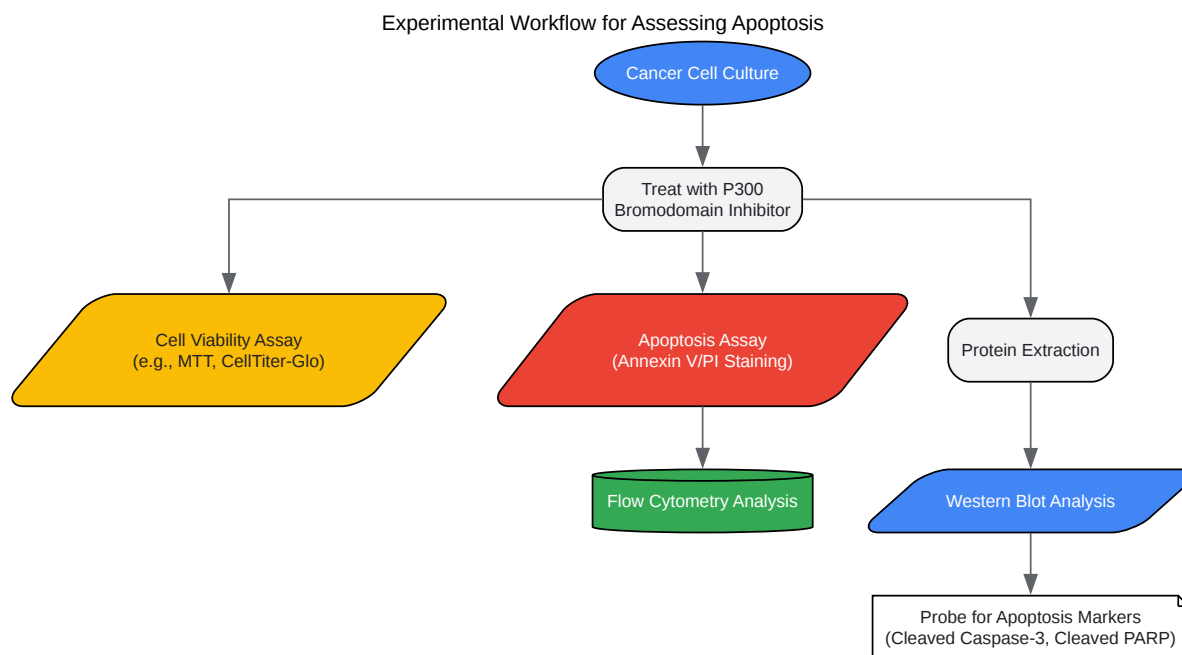 Experimental Workflow for Assessing Apoptosis
Cancer Cell Culture
Treat with P300
Bromodomain Inhibitor
Cell Viability Assay
(e.g., MTT, CellTiter-Glo)
Apoptosis Assay
(Annexin V/PI Staining)
Protein Extraction
Flow Cytometry Analysis
Western Blot Analysis
Probe for Apoptosis Markers
(Cleaved Caspase-3, Cleaved PARP)